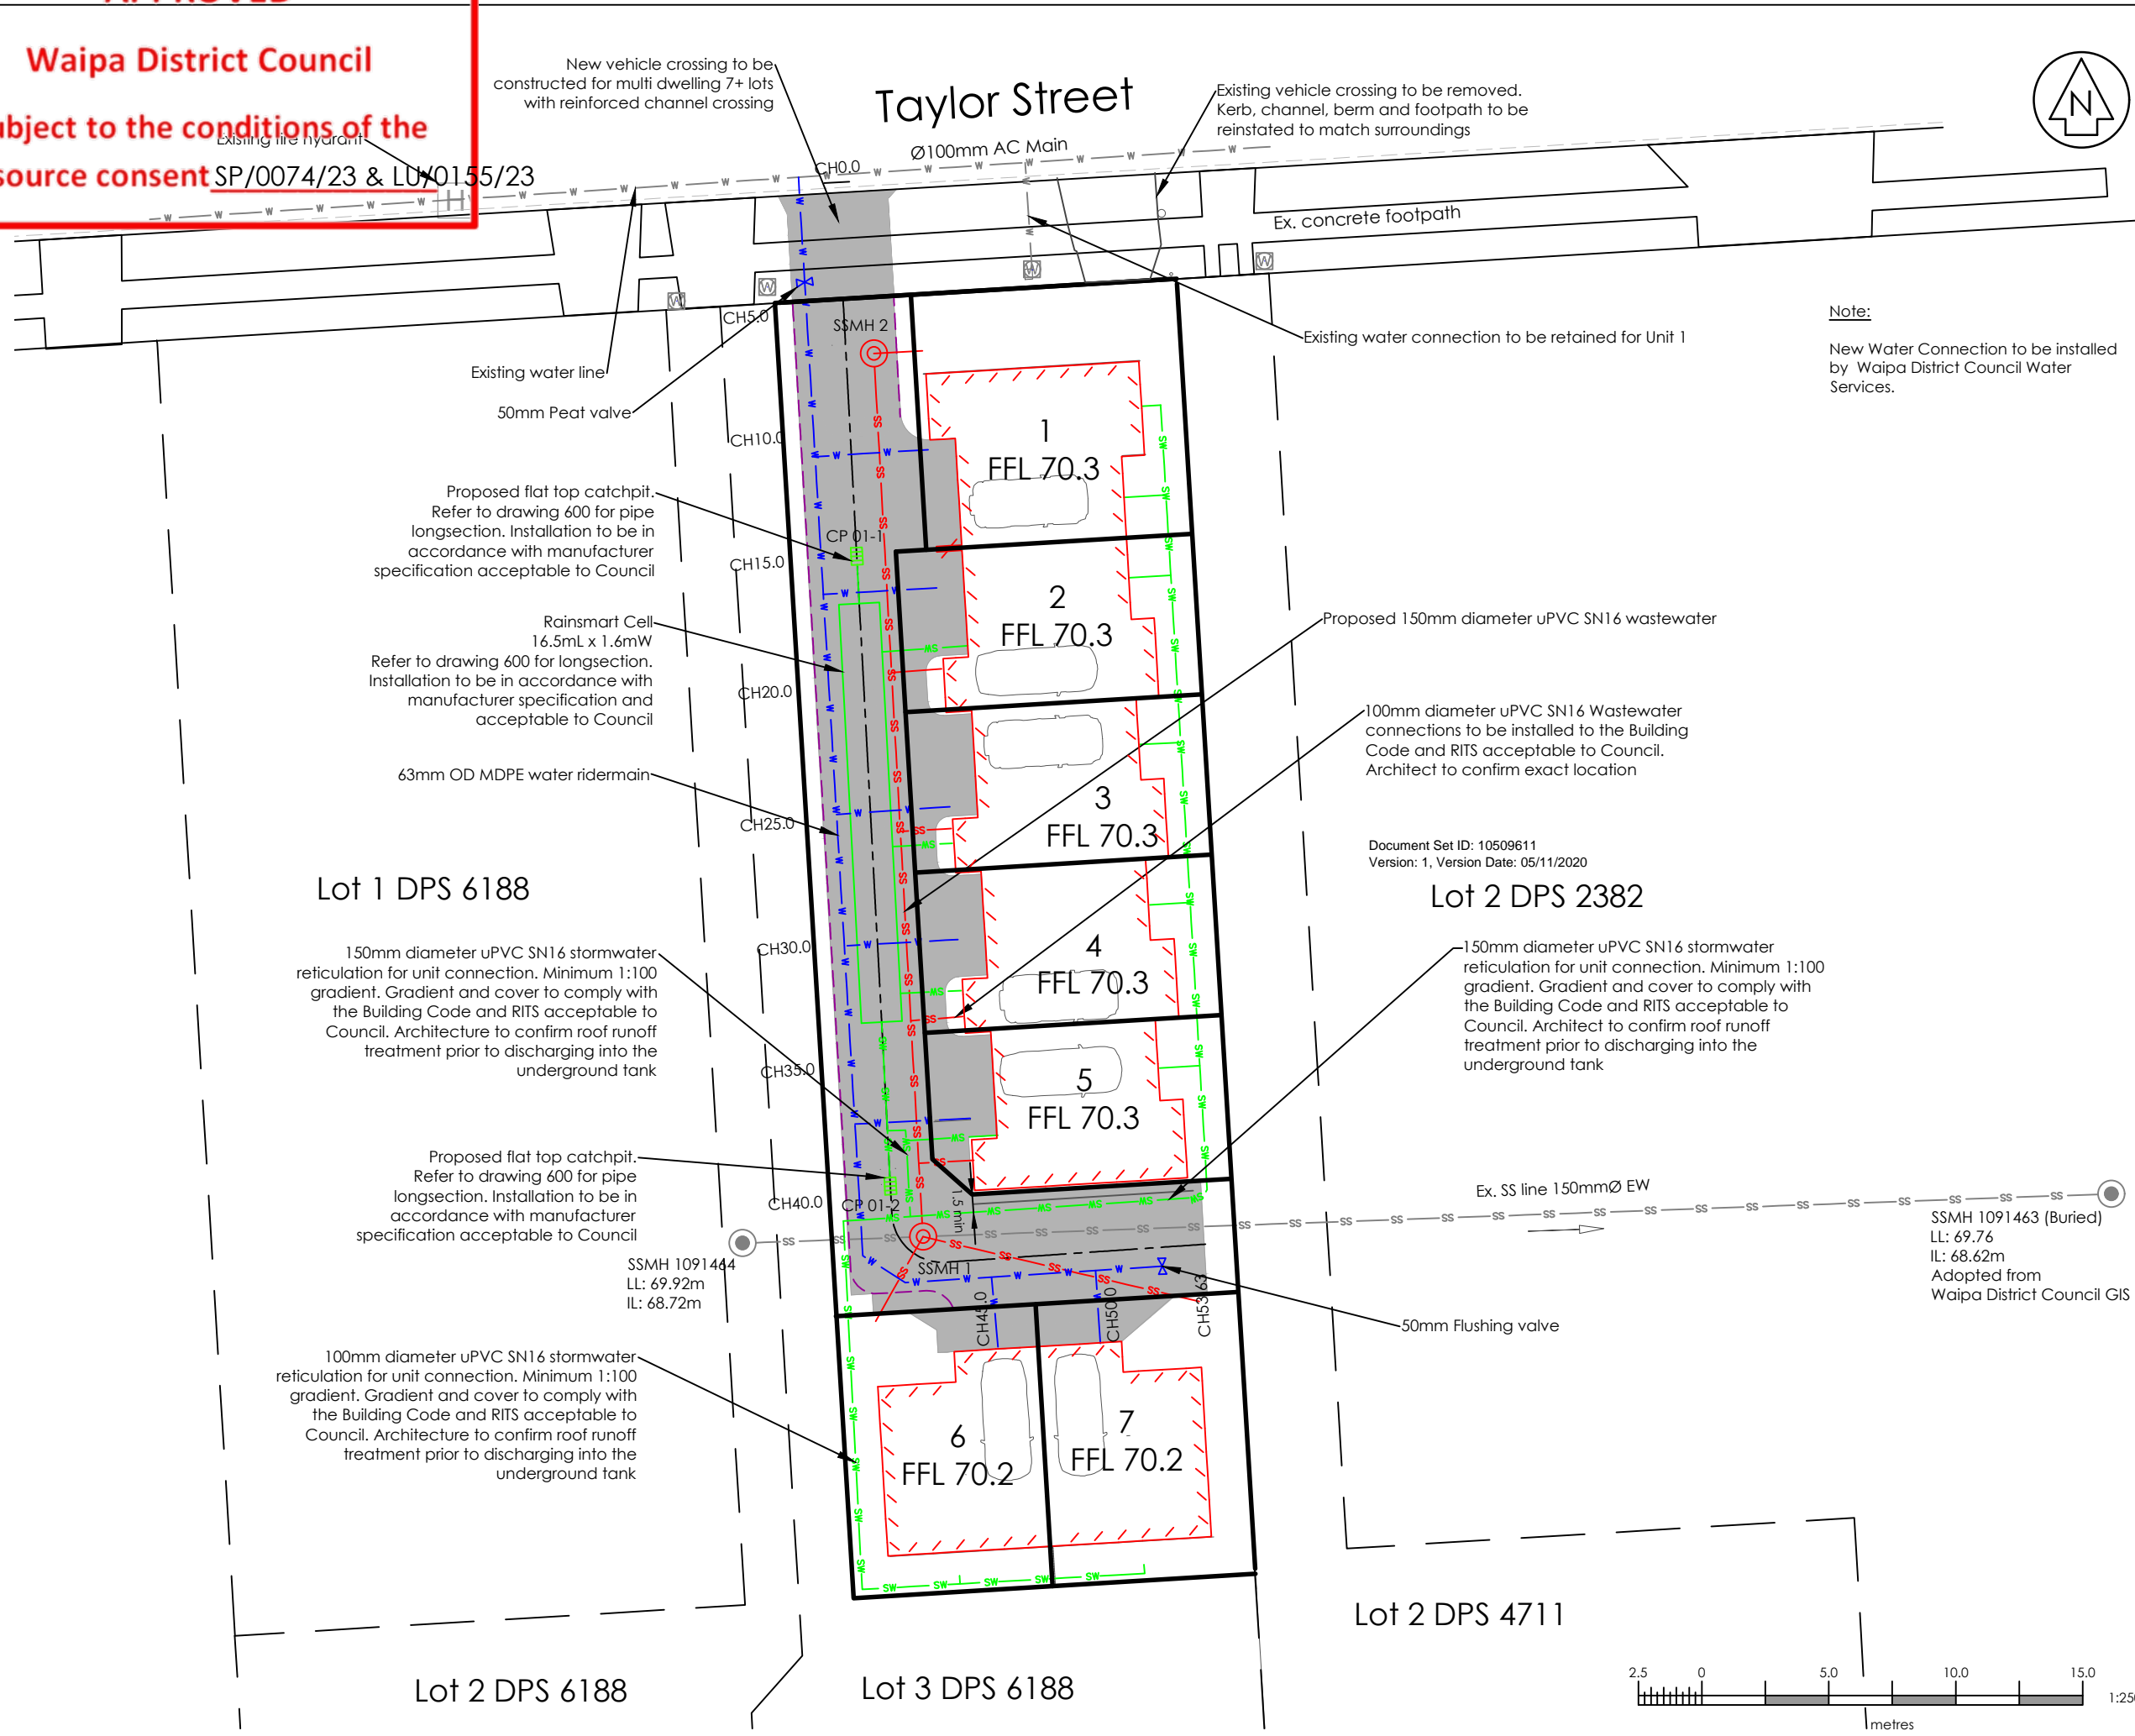 APPROVED
Waipa District Council
ubject to the conditions of the
Existing fire hydrant
source consent SP/0074/23 & LU/0155/23
New vehicle crossing to be
constructed for multi dwelling 7+ lots
with reinforced channel crossing
Taylor Street
Existing vehicle crossing to be removed.
Kerb, channel, berm and footpath to be
reinstated to match surroundings
N
Ø100mm AC Main
CH0.0
Ex. concrete footpath
Note:
New Water Connection to be installed
by Waipa District Council Water
Services.
CH5.0
SSMH 2
Existing water connection to be retained for Unit 1
Existing water line
50mm Peat valve
CH10.0
1
FFL 70.3
Proposed flat top catchpit.
Refer to drawing 600 for pipe
longsection. Installation to be in
accordance with manufacturer
specification acceptable to Council
CP 01-1
CH15.0
2
FFL 70.3
Rainsmart Cell
16.5mL x 1.6mW
Refer to drawing 600 for longsection.
Installation to be in accordance with
manufacturer specification and
acceptable to Council
Proposed 150mm diameter uPVC SN16 wastewater
CH20.0
100mm diameter uPVC SN16 Wastewater
connections to be installed to the Building
Code and RITS acceptable to Council.
Architect to confirm exact location
63mm OD MDPE water ridermain
3
FFL 70.3
CH25.0
Document Set ID: 10509611
Version: 1, Version Date: 05/11/2020
Lot 1 DPS 6188
Lot 2 DPS 2382
CH30.0
4
FFL 70.3
150mm diameter uPVC SN16 stormwater
reticulation for unit connection. Minimum 1:100
gradient. Gradient and cover to comply with
the Building Code and RITS acceptable to
Council. Architecture to confirm roof runoff
treatment prior to discharging into the
underground tank
150mm diameter uPVC SN16 stormwater
reticulation for unit connection. Minimum 1:100
gradient. Gradient and cover to comply with
the Building Code and RITS acceptable to
Council. Architect to confirm roof runoff
treatment prior to discharging into the
underground tank
CH35.0
5
FFL 70.3
Proposed flat top catchpit.
Refer to drawing 600 for pipe
longsection. Installation to be in
accordance with manufacturer
specification acceptable to Council
CH40.0
CP 01-2
1.5 min
Ex. SS line 150mmØ EW
SSMH 1091464
LL: 69.92m
IL: 68.72m
SSMH 1
SSMH 1091463 (Buried)
LL: 69.76
IL: 68.62m
Adopted from
Waipa District Council GIS
CH45.0
CH50.0
CH53.63
50mm Flushing valve
100mm diameter uPVC SN16 stormwater
reticulation for unit connection. Minimum 1:100
gradient. Gradient and cover to comply with
the Building Code and RITS acceptable to
Council. Architecture to confirm roof runoff
treatment prior to discharging into the
underground tank
6
FFL 70.2
7
FFL 70.2
Lot 2 DPS 4711
Lot 2 DPS 6188
Lot 3 DPS 6188
2.5 0 5.0 10.0 15.0
1:250
metres